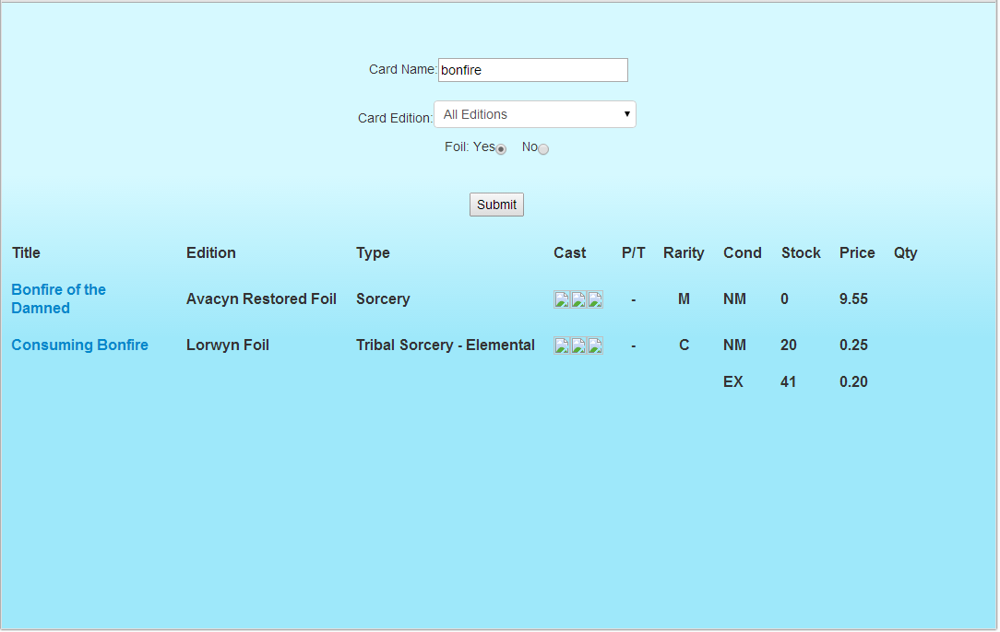 Card Name: bonfire
Card Edition: All Editions
Foil: Yes No
Submit
Title Edition Type Cast P/T Rarity Cond Stock Price Qty
Bonfire of the
Damned Avacyn Restored Foil Sorcery - M NM 0 9.55
Consuming Bonfire Lorwyn Foil Tribal Sorcery - Elemental - C NM 20 0.25
EX 41 0.20